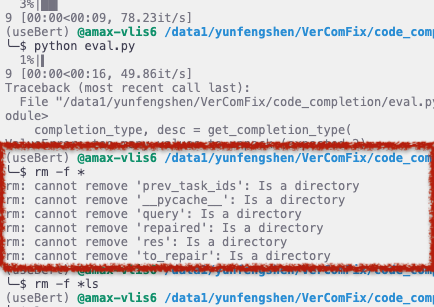 3%|██
9 [00:00<00:09, 78.23it/s]
(useBert) @amax-vlis6 /data1/yunfengshen/VerComFix/code_comp
╰─$ python eval.py
1%|
9 [00:00<00:16, 49.86it/s]
Traceback (most recent call last):
File "/data1/yunfengshen/VerComFix/code_completion/eval.py
odule>
completion_type, desc = get_completion_type(
(useBert) @amax-vlis6 /data1/yunfengshen/VerComFix/code_com
╰─$ rm -f *
rm: cannot remove 'prev_task_ids': Is a directory
rm: cannot remove '__pycache__': Is a directory
rm: cannot remove 'query': Is a directory
rm: cannot remove 'repaired': Is a directory
rm: cannot remove 'res': Is a directory
rm: cannot remove 'to_repair': Is a directory
(useBert) @amax-vlis6 /data1/yunfengshen/VerComFix/code_com
╰─$ rm -f *ls